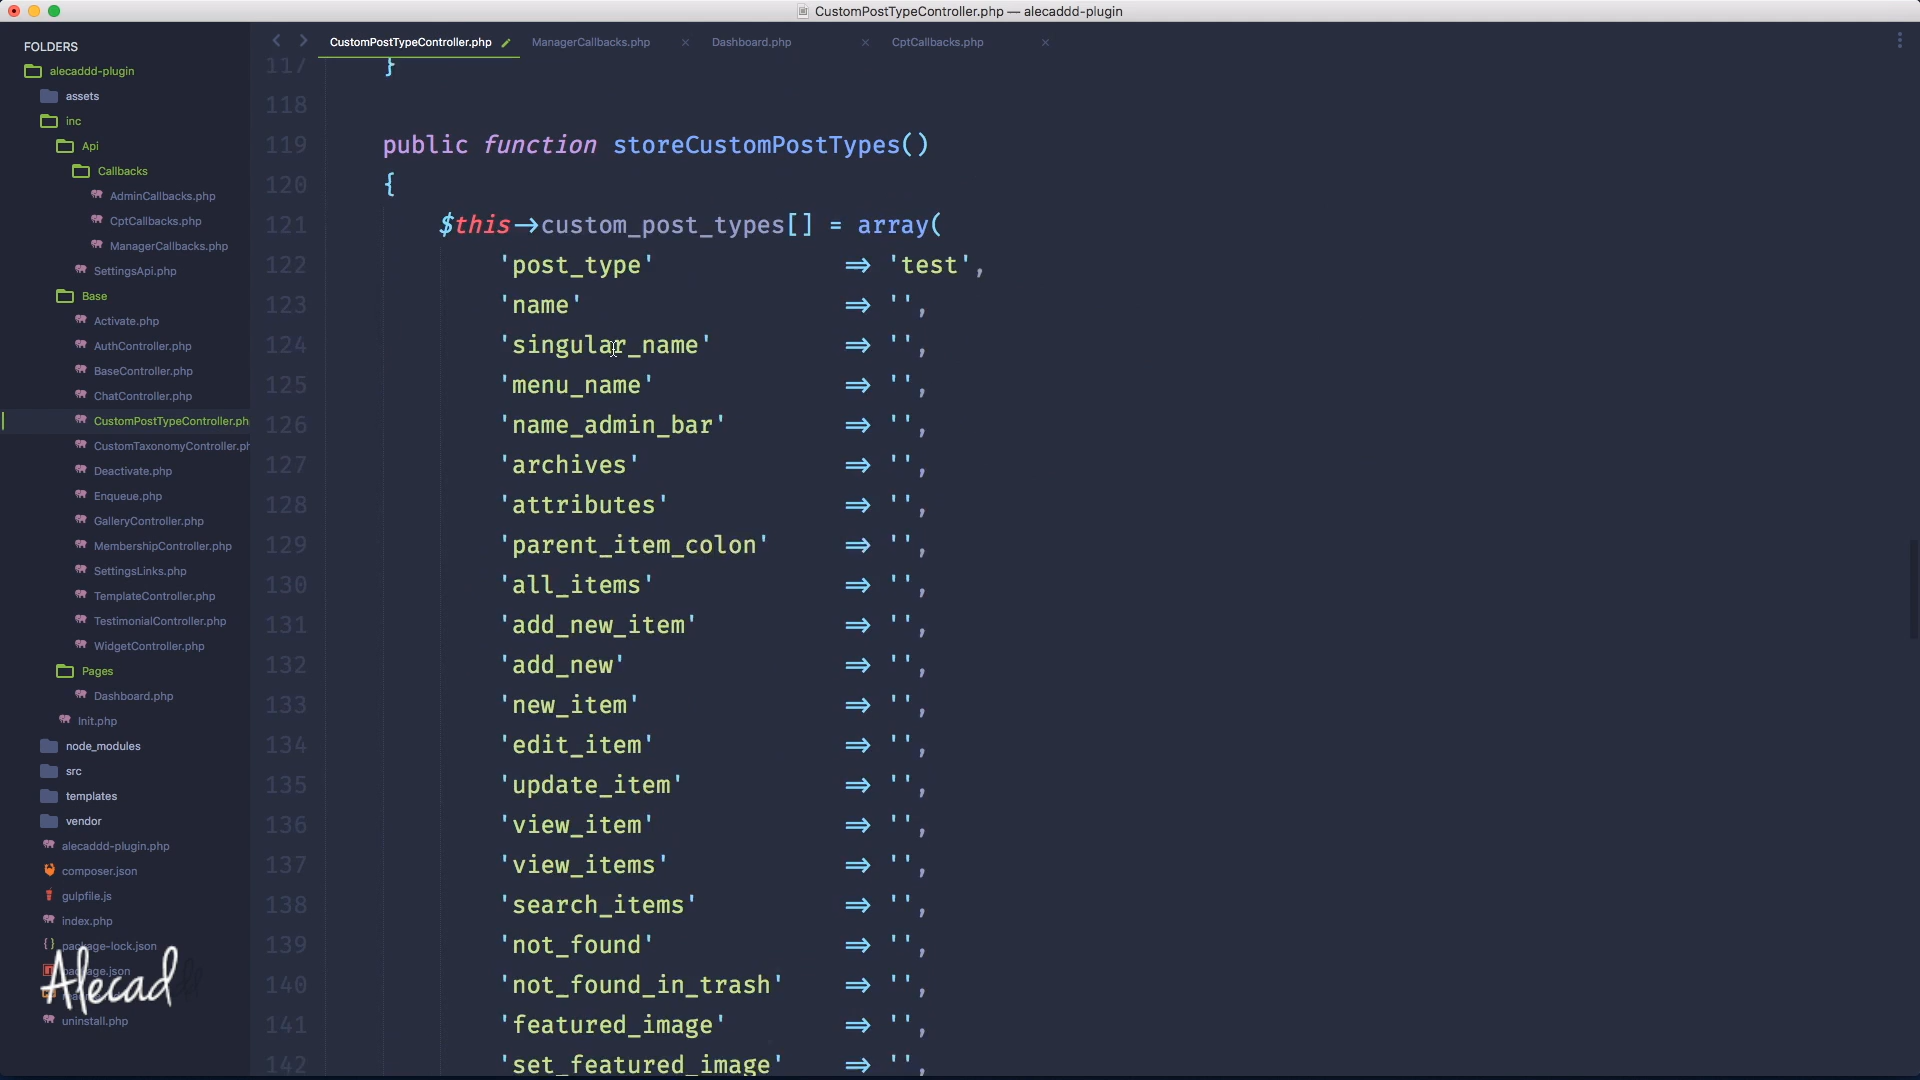 CustomPostTypeController.php — alecaddd-plugin
FOLDERS
alecaddd-plugin
assets
inc
Api
Callbacks
AdminCallbacks.php
CptCallbacks.php
ManagerCallbacks.php
SettingsApi.php
Base
Activate.php
AuthController.php
BaseController.php
ChatController.php
CustomPostTypeController.ph
CustomTaxonomyController.ph
Deactivate.php
Enqueue.php
GalleryController.php
MembershipController.php
SettingsLinks.php
TemplateController.php
TestimonialController.php
WidgetController.php
Pages
Dashboard.php
Init.php
node_modules
src
templates
vendor
alecaddd-plugin.php
composer.json
gulpfile.js
index.php
package-lock.json
package.json
uninstall.php
Alecad
CustomPostTypeController.php ManagerCallbacks.php Dashboard.php CptCallbacks.php
117 }
118
119 public function storeCustomPostTypes()
120 {
121 $this->custom_post_types[] = array(
122 'post_type' => 'test',
123 'name' => '',
124 'singular_name' => '',
125 'menu_name' => '',
126 'name_admin_bar' => '',
127 'archives' => '',
128 'attributes' => '',
129 'parent_item_colon' => '',
130 'all_items' => '',
131 'add_new_item' => '',
132 'add_new' => '',
133 'new_item' => '',
134 'edit_item' => '',
135 'update_item' => '',
136 'view_item' => '',
137 'view_items' => '',
138 'search_items' => '',
139 'not_found' => '',
140 'not_found_in_trash' => '',
141 'featured_image' => '',
142 'set_featured_image' => '',